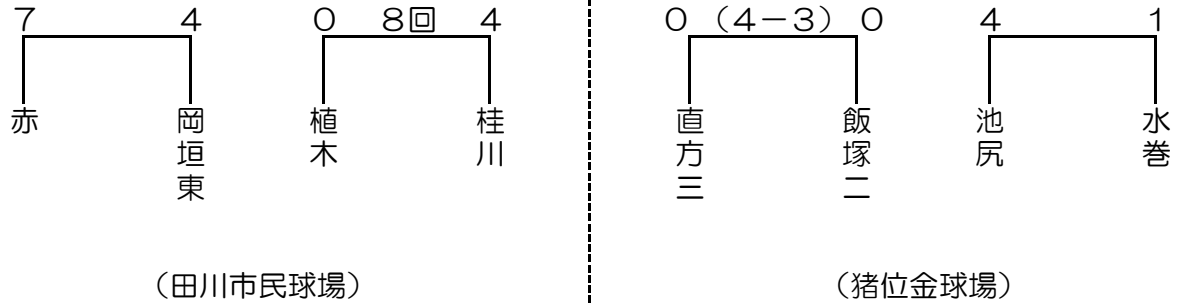 7 4 0 8回 4 0 (4-3) 0 4 1
赤 岡垣東 植木 桂川 直方三 飯塚二 池尻 水巻
(田川市民球場) (猪位金球場)